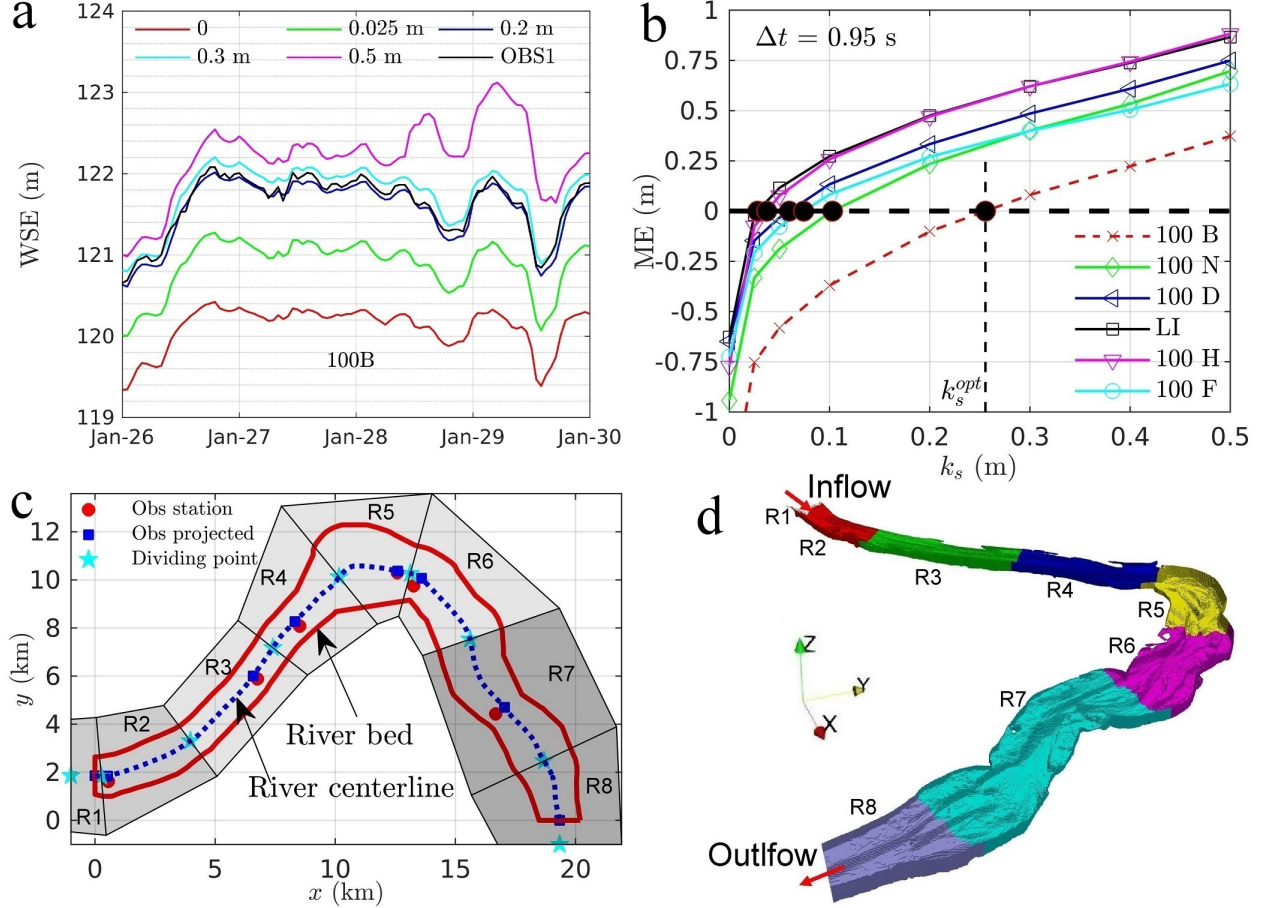 a
0
0.025 m
0.2 m
0.3 m
0.5 m
OBS1
WSE (m)
124
123
122
121
120
119
100B
Jan-26 Jan-27 Jan-28 Jan-29 Jan-30
b
Δt = 0.95 s
ME (m)
1
0.75
0.5
0.25
0
-0.25
-0.5
-0.75
-1
100 B
100 N
100 D
LI
100 H
100 F
k_s^opt
0 0.1 0.2 0.3 0.4 0.5
k_s (m)
c
Obs station
Obs projected
Dividing point
y (km)
12
10
8
6
4
2
0
R1
R2
R3
R4
R5
R6
R7
R8
River bed
River centerline
0 5 10 15 20
x (km)
d
Inflow
R1
R2
R3
R4
R5
R6
R7
R8
Z
Y
X
Outlfow